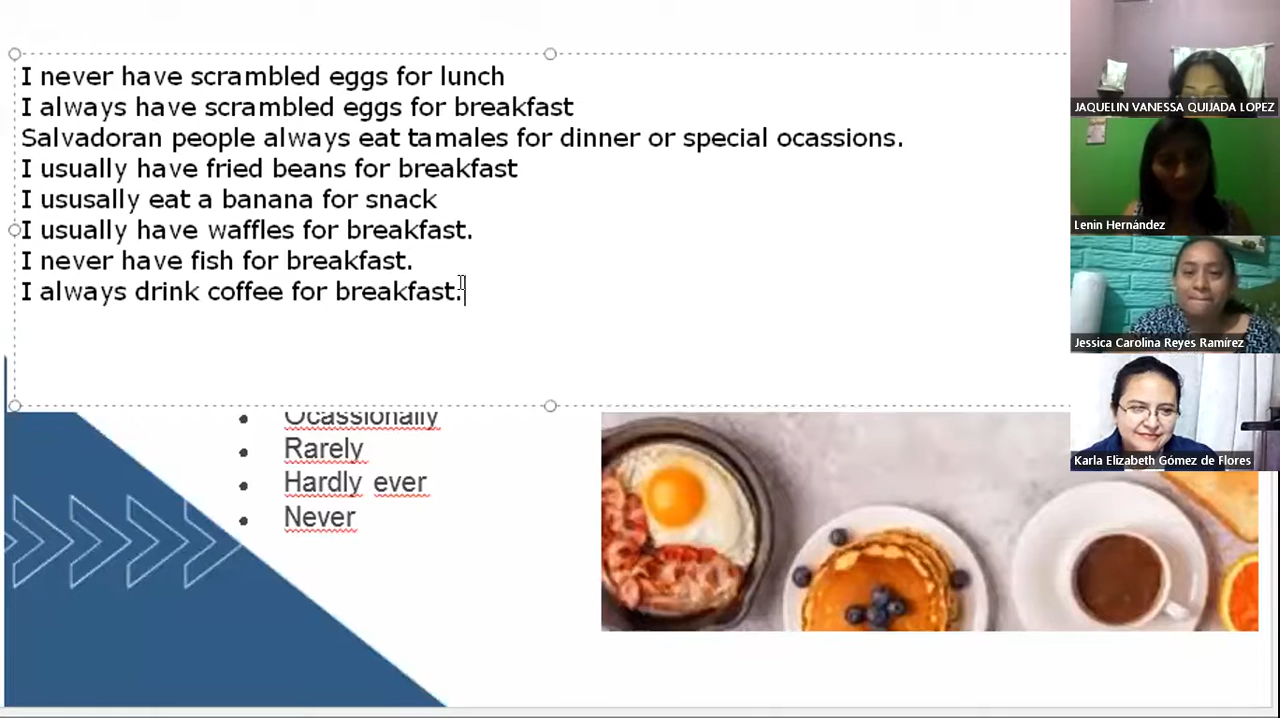 I never have scrambled eggs for lunch
I always have scrambled eggs for breakfast
Salvadoran people always eat tamales for dinner or special ocassions.
I usually have fried beans for breakfast
I ususally eat a banana for snack
I usually have waffles for breakfast.
I never have fish for breakfast.
I always drink coffee for breakfast.
Ocassionally
Rarely
Hardly ever
Never
JAQUELIN VANESSA QUIJADA LOPEZ
Lenin Hernández
Jessica Carolina Reyes Ramírez
Karla Elizabeth Gómez de Flores